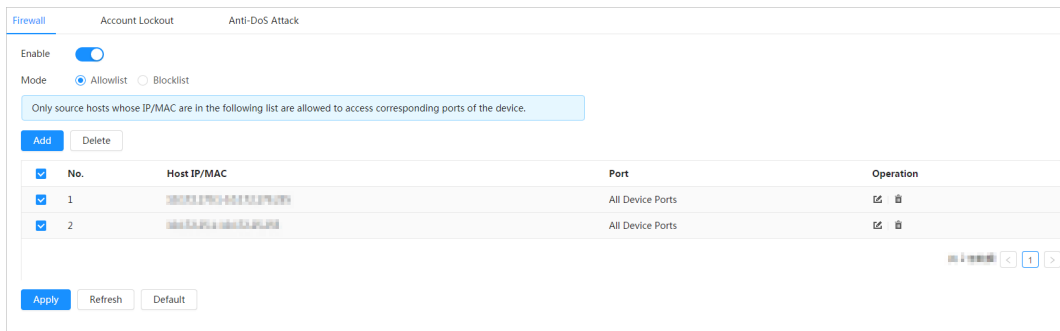 Firewall Account Lockout Anti-DoS Attack
Enable
Mode Allowlist Blocklist
Only source hosts whose IP/MAC are in the following list are allowed to access corresponding ports of the device.
Add Delete
No. Host IP/MAC Port Operation
1 All Device Ports
2 All Device Ports
< 1 >
Apply Refresh Default